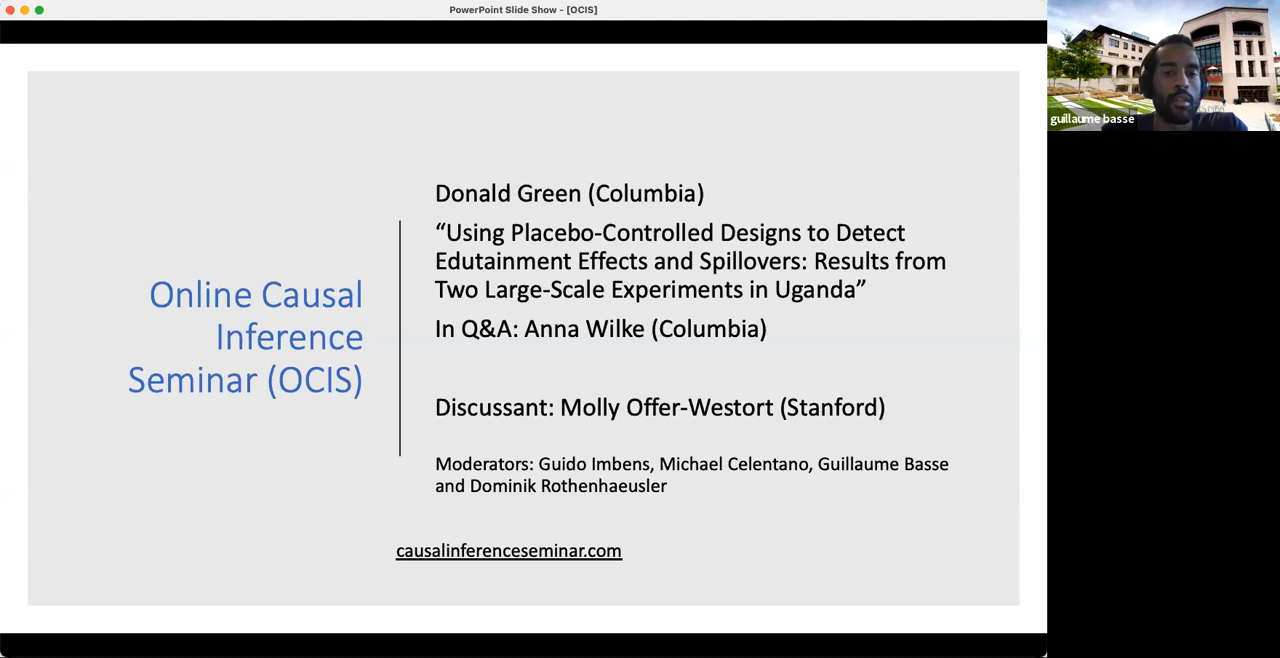 PowerPoint Slide Show - [OCIS]
guillaume basse
Online Causal
Inference
Seminar (OCIS)
Donald Green (Columbia)
“Using Placebo-Controlled Designs to Detect
Edutainment Effects and Spillovers: Results from
Two Large-Scale Experiments in Uganda”
In Q&A: Anna Wilke (Columbia)
Discussant: Molly Offer-Westort (Stanford)
Moderators: Guido Imbens, Michael Celentano, Guillaume Basse
and Dominik Rothenhaeusler
causalinferenceseminar.com